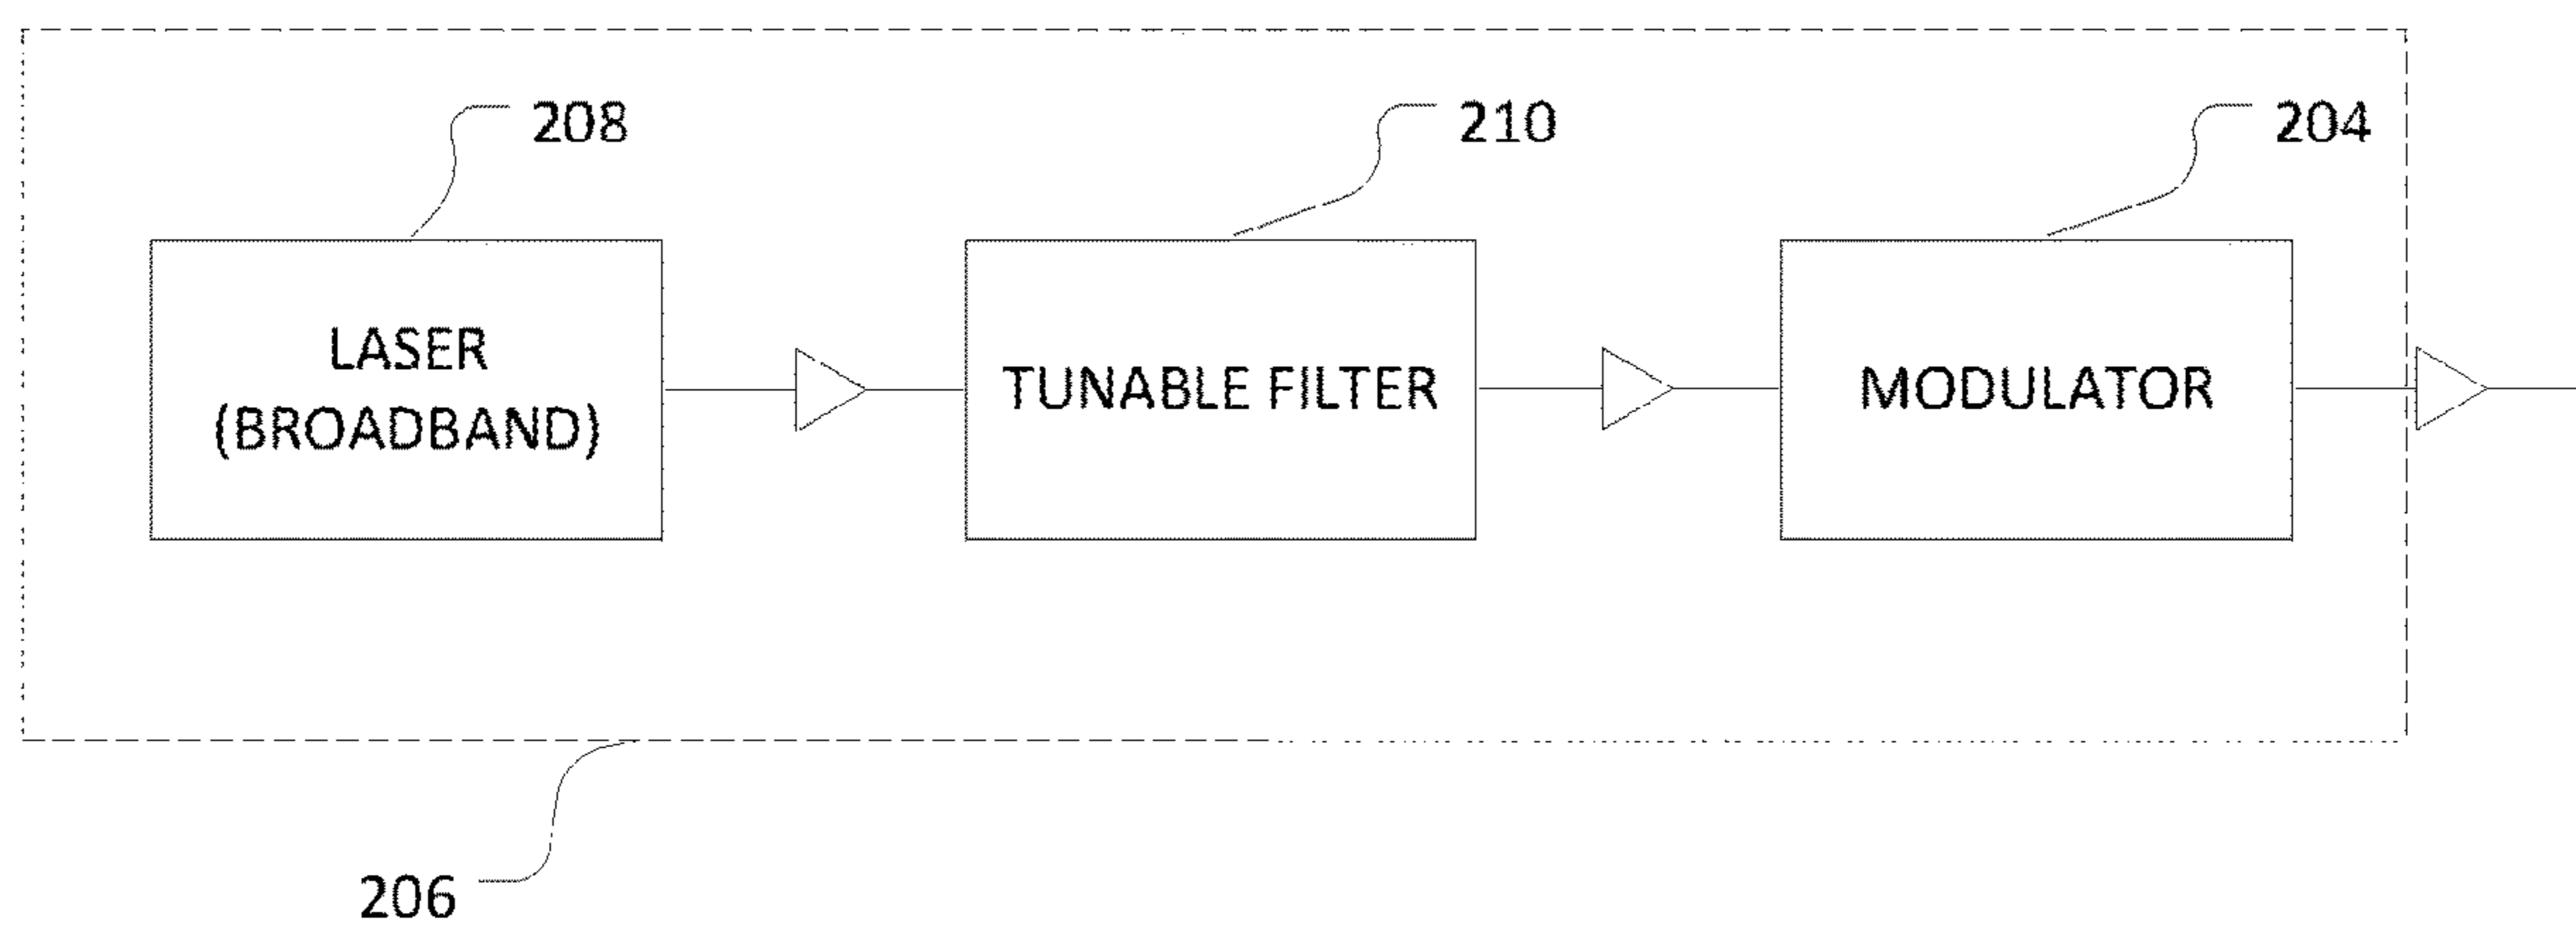 208
210
204
LASER
(BROADBAND)
TUNABLE FILTER
MODULATOR
206